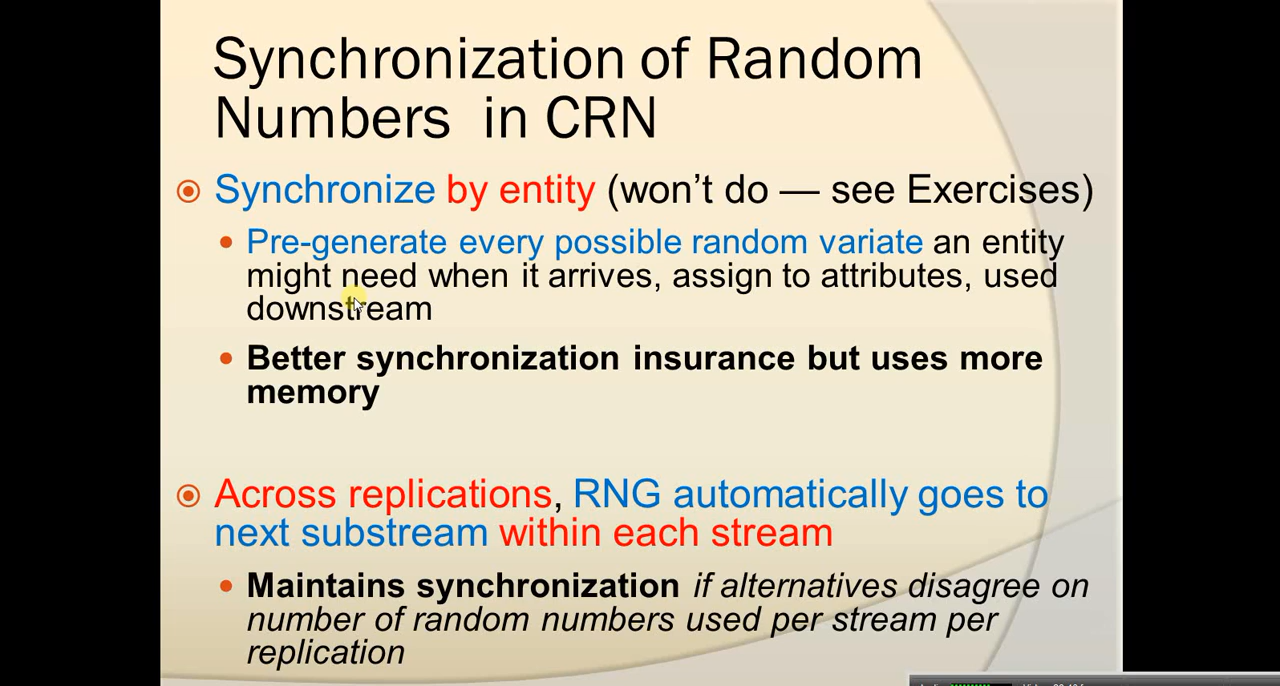 Synchronization of Random
Numbers in CRN
Synchronize by entity (won't do — see Exercises)
Pre-generate every possible random variate an entity
might need when it arrives, assign to attributes, used
downstream
Better synchronization insurance but uses more
memory
Across replications, RNG automatically goes to
next substream within each stream
Maintains synchronization if alternatives disagree on
number of random numbers used per stream per
replication